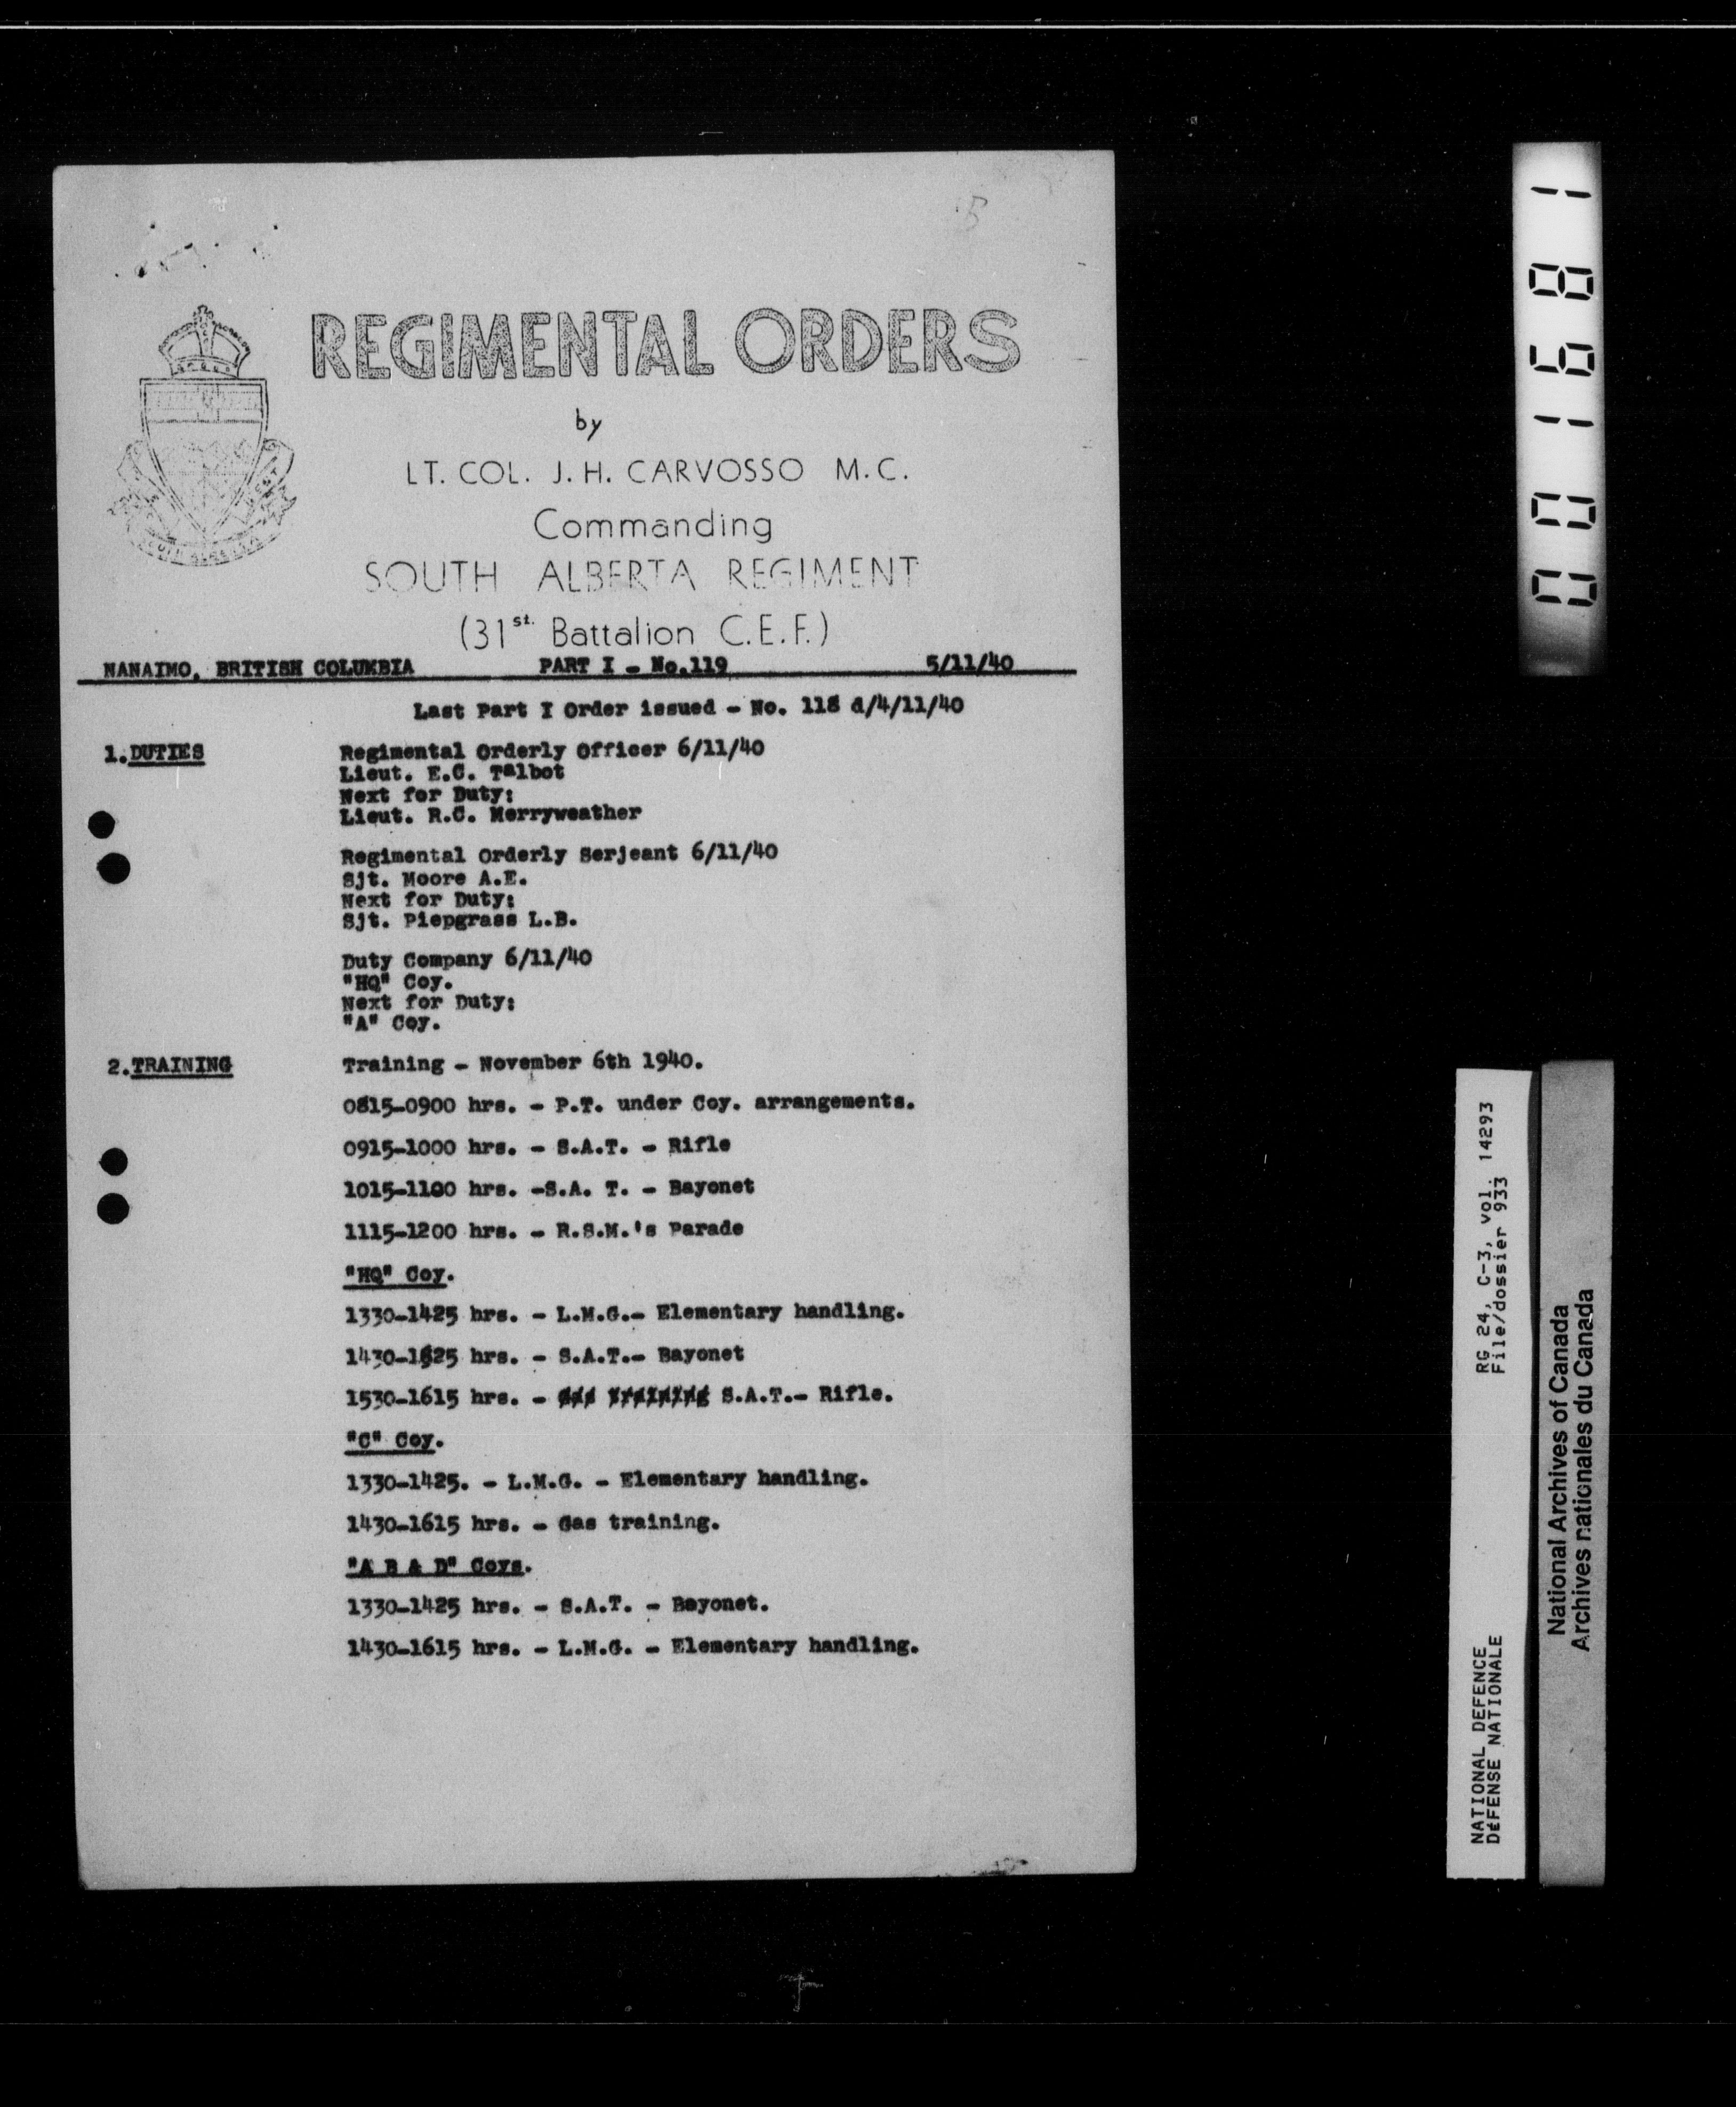 5
REGIMENTAL ORDERS
by
LT. COL. J. H. CARVOSSO M.C.
Commanding
SOUTH ALBERTA REGIMENT
(31st. Battalion C.E.F.)
NANAIMO, BRITISH COLUMBIA PART I - No.119 5/11/40
Last Part I Order issued - No. 118 d/4/11/40
1.DUTIES Regimental Orderly Officer 6/11/40
Lieut. E.C. Talbot
Next for Duty:
Lieut. R.C. Merryweather
Regimental Orderly Serjeant 6/11/40
Sjt. Moore A.E.
Next for Duty:
Sjt. Piepgrass L.B.
Duty Company 6/11/40
"HQ" Coy.
Next for Duty:
"A" Coy.
2.TRAINING Training - November 6th 1940.
0815-0900 hrs. - P.T. under Coy. arrangements.
0915-1000 hrs. - S.A.T. - Rifle
1015-1100 hrs. -S.A. T. - Bayonet
1115-1200 hrs. - R.S.M.'s Parade
"HQ" Coy.
1330-1425 hrs. - L.M.G.- Elementary handling.
1430-1525 hrs. - S.A.T.- Bayonet
1530-1615 hrs. - Gas training S.A.T.- Rifle.
"C" Coy.
1330-1425. - L.M.G. - Elementary handling.
1430-1615 hrs. - Gas training.
"A B & D" Coys.
1330-1425 hrs. - S.A.T. - Bayonet.
1430-1615 hrs. - L.M.G. - Elementary handling.
001681
NATIONAL DEFENCE RG 24, C-3, vol. 14293
DÉFENSE NATIONALE File/dossier 933
National Archives of Canada
Archives nationales du Canada